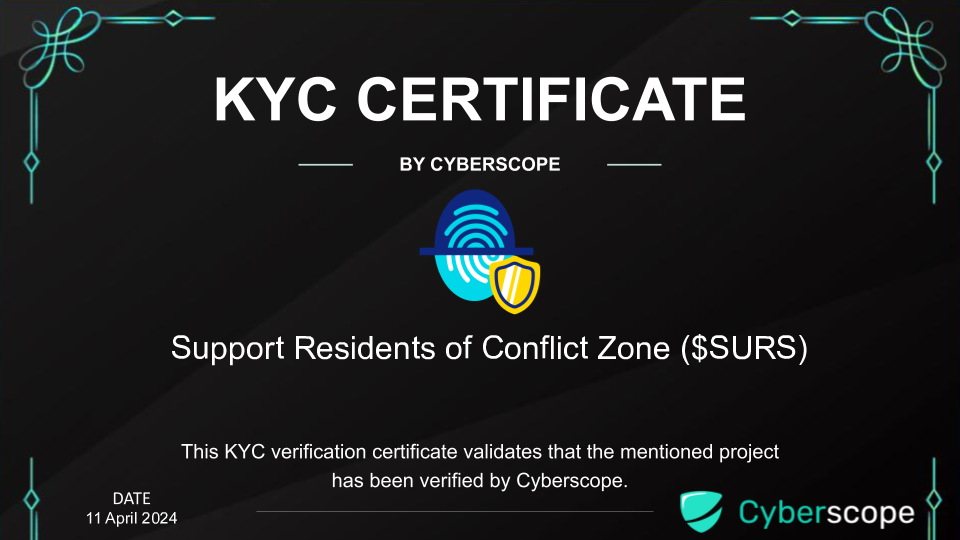 KYC CERTIFICATE
BY CYBERSCOPE
Support Residents of Conflict Zone ($SURS)
This KYC verification certificate validates that the mentioned project
has been verified by Cyberscope.
DATE
11 April 2024
Cyberscope